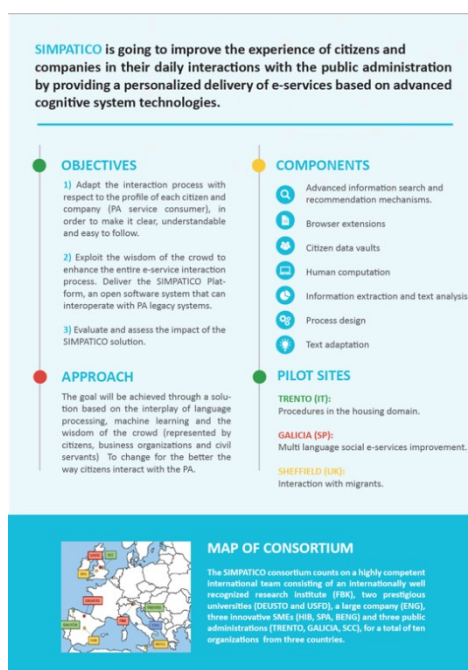 SIMPATICO is going to improve the experience of citizens and
companies in their daily interactions with the public administration
by providing a personalized delivery of e-services based on advanced
cognitive system technologies.
OBJECTIVES
1) Adapt the interaction process with
respect to the profile of each citizen and
company (PA service consumer), in
order to make it clear, understandable
and easy to follow.
2) Exploit the wisdom of the crowd to
enhance the entire e-service interaction
process. Deliver the SIMPATICO Plat-
form, an open software system that can
interoperate with PA legacy systems.
3) Evaluate and assess the impact of the
SIMPATICO solution.
APPROACH
The goal will be achieved through a solu-
tion based on the interplay of language
processing, machine learning and the
wisdom of the crowd (represented by
citizens, business organizations and civil
servants) To change for the better the
way citizens interact with the PA.
COMPONENTS
Advanced information search and
recommendation mechanisms.
Browser extensions
Citizen data vaults
Human computation
Information extraction and text analysis
Process design
Text adaptation
PILOT SITES
TRENTO (IT):
Procedures in the housing domain.
GALICIA (SP):
Multi language social e-services improvement.
SHEFFIELD (UK):
Interaction with migrants.
MAP OF CONSORTIUM
The SIMPATICO consortium counts on a highly competent
international team consisting of an internationally well
recognized research institute (FBK), two prestigious
universities (DEUSTO and USFD), a large company (ENG),
three innovative SMEs (HIB, SPA, BENG) and three public
administrations (TRENTO, GALICIA, SCC), for a total of ten
organizations from three countries.